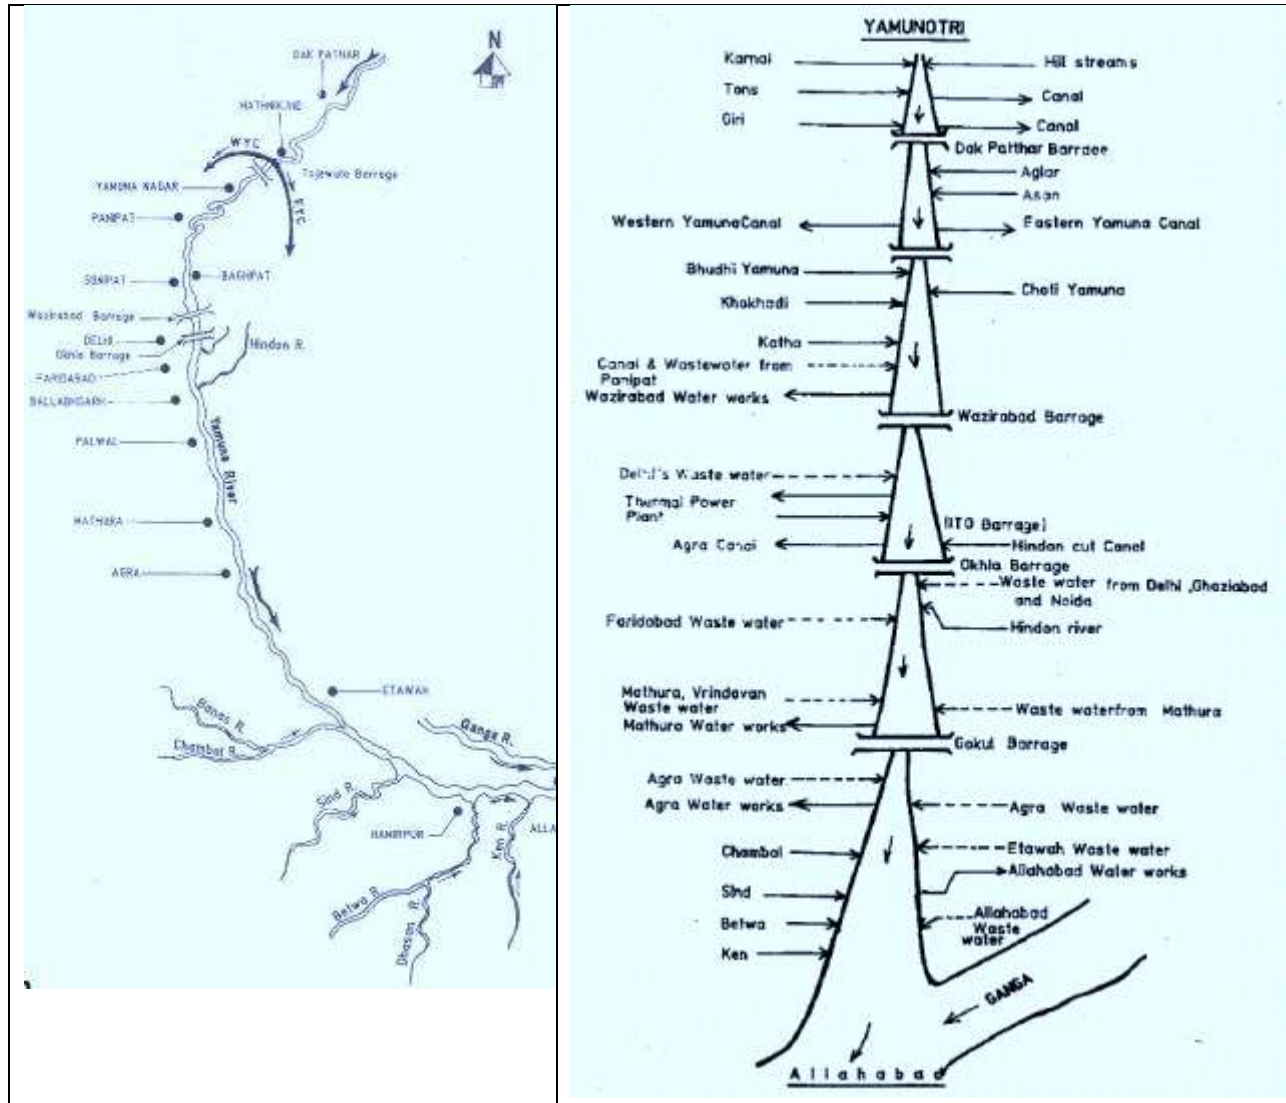 N
DAK PATHAR
HATHNIKUND
WYC
Tajewala Barrage
YAMUNA NAGAR
EYC
PANIPAT
BAGHPAT
SONIPAT
Wazirabad Barrage
DELHI
Okhla Barrage
Hindon R.
FARIDABAD
BALLABHGARH
PALWAL
Yamuna River
MATHURA
AGRA
ETAWAH
Banas R.
Chambal R.
Ganga R.
Sind R.
HAMIRPUR
Ken R.
ALLA
Betwa R.
Dhasan R.
YAMUNOTRI
Kamal
Hill streams
Tons
Canal
Giri
Canal
Dak Patthar Barrage
Aglar
Asan
Western YamunaCanal
Eastern Yamuna Canal
Bhudhi Yamuna
Choti Yamuna
Khokhadi
Katha
Canal & Wastewater from
Panipat
Wazirabad Water works
Wazirabad Barrage
Delhi's Waste water
Thermal Power
Plant
(ITO Barrage)
Agra Canal
Hindon cut Canal
Okhla Barrage
Waste water from Delhi ,Ghaziabad
and Noida
Faridabad Waste water
Hindon river
Mathura, Vrindavan
Waste water
Waste waterfrom Mathura
Mathura Water works
Gokul Barrage
Agra Waste water
Agra Water works
Agra Waste water
Chambal
Etawah Waste water
Allahabad Water works
Sind
Allahabad
Waste
water
Betwa
Ken
GANGA
Allahabad